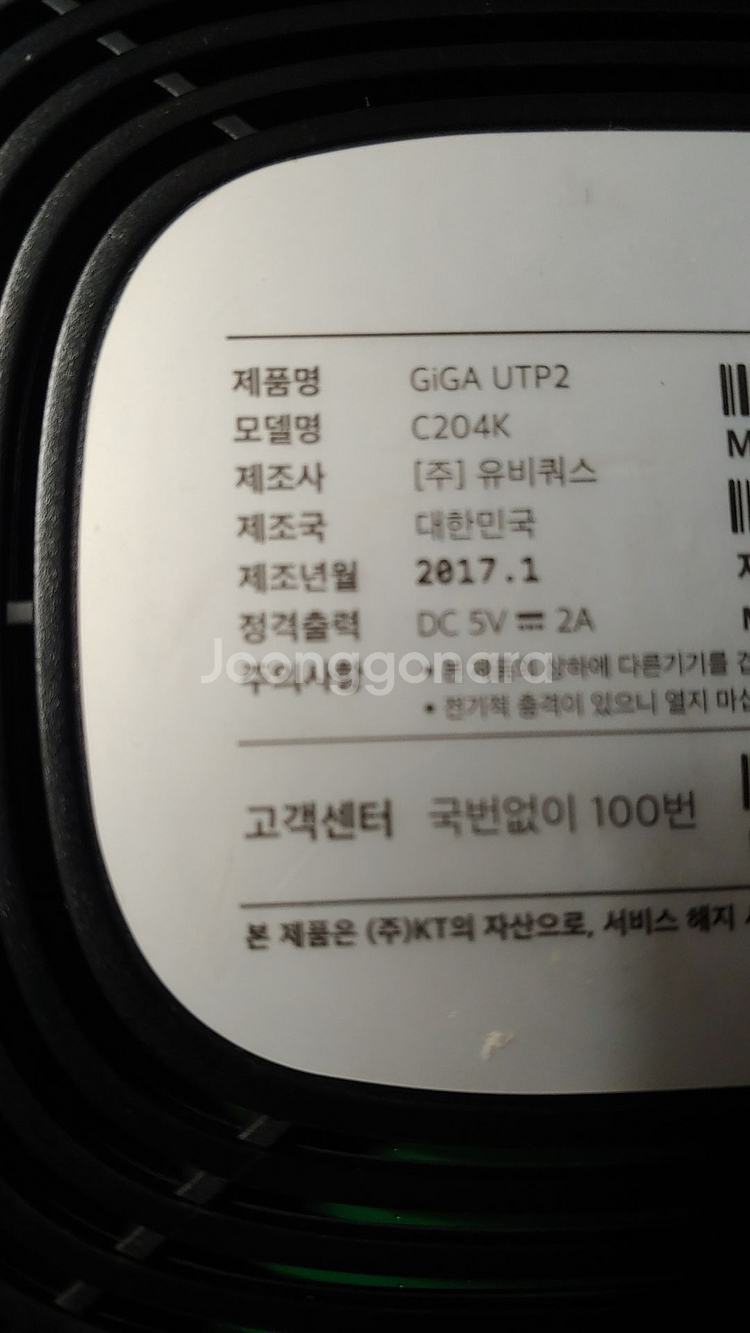 제품명 GiGA UTP2
모델명 C204K
M
제조사 [주] 유비쿼스
제조국 대한민국
제조년월 2017.1
정격출력 DC 5V ⎓ 2A
Joonggonara
주의사항 상하에 다른기기를
• 전기적 충격이 있으니 열지 마십
고객센터 국번없이 100번
본 제품은 (주)KT의 자산으로, 서비스 해지